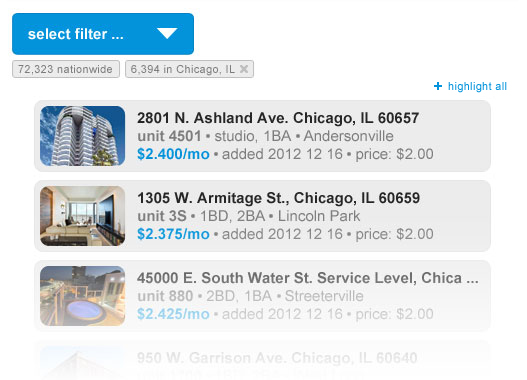 select filter ...
72,323 nationwide 6,394 in Chicago, IL
+ highlight all
2801 N. Ashland Ave. Chicago, IL 60657
unit 4501 • studio, 1BA • Andersonville
$2.400/mo • added 2012 12 16 • price: $2.00
1305 W. Armitage St., Chicago, IL 60659
unit 3S • 1BD, 2BA • Lincoln Park
$2.375/mo • added 2012 12 16 • price: $2.00
45000 E. South Water St. Service Level, Chica ...
unit 880 • 2BD, 1BA • Streeterville
$2.425/mo • added 2012 12 16 • price: $2.00
950 W. Garrison Ave. Chicago, IL 60640